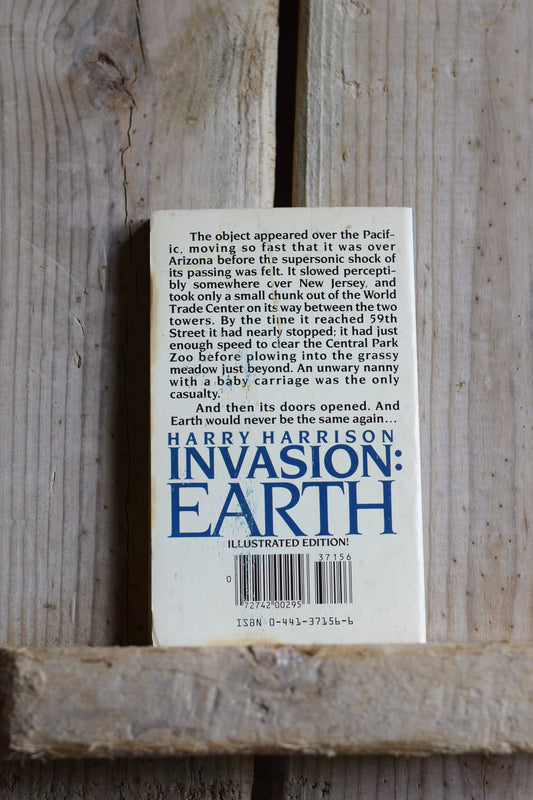 The object appeared over the Pacif-
ic, moving so fast that it was over
Arizona before the supersonic shock of
its passing was felt. It slowed percepti-
bly somewhere over New Jersey, and
took only a small chunk out of the World
Trade Center on its way between the two
towers. By the time it reached 59th
Street it had nearly stopped; it had just
enough speed to clear the Central Park
Zoo before plowing into the grassy
meadow just beyond. An unwary nanny
with a baby carriage was the only
casualty.
And then its doors opened. And
Earth would never be the same again...
HARRY HARRISON
INVASION:
EARTH
ILLUSTRATED EDITION!
37156
0
72742 00295
ISBN 0-441-37156-6